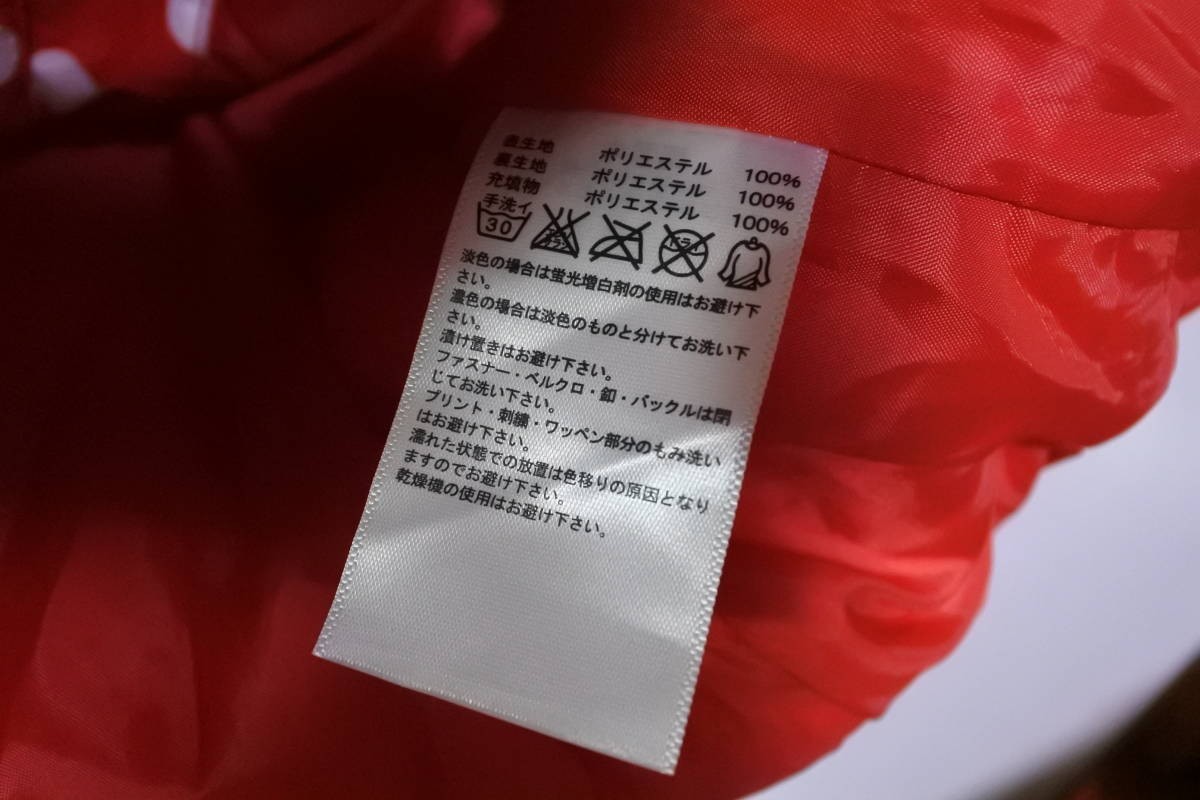 表生地 ポリエステル 100%
裏生地 ポリエステル 100%
充填物 ポリエステル 100%
手洗イ
30
エンソ
サラシ
ドライ
淡色の場合は蛍光増白剤の使用はお避け下
さい。
濃色の場合は淡色のものと分けてお洗い下
さい。
漬け置きはお避け下さい。
ファスナー・ベルクロ・釦・バックルは閉
じてお洗い下さい。
プリント・刺繍・ワッペン部分のもみ洗い
はお避け下さい。
濡れた状態での放置は色移りの原因となり
ますのでお避け下さい。
乾燥機の使用はお避け下さい。